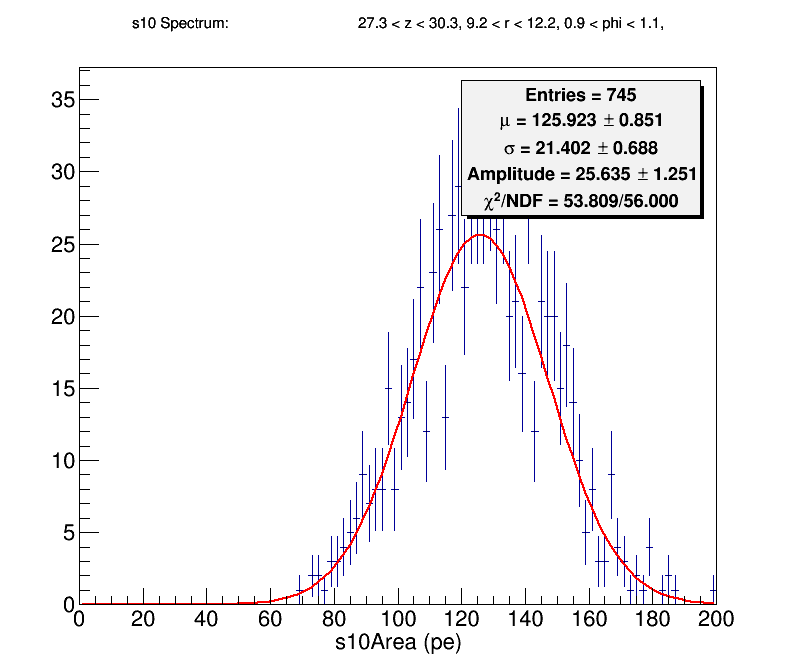 s10 Spectrum: 27.3 < z < 30.3, 9.2 < r < 12.2, 0.9 < phi < 1.1,
Entries = 745
μ = 125.923 ± 0.851
σ = 21.402 ± 0.688
Amplitude = 25.635 ± 1.251
χ²/NDF = 53.809/56.000
35
30
25
20
15
10
5
0
0 20 40 60 80 100 120 140 160 180 200
s10Area (pe)